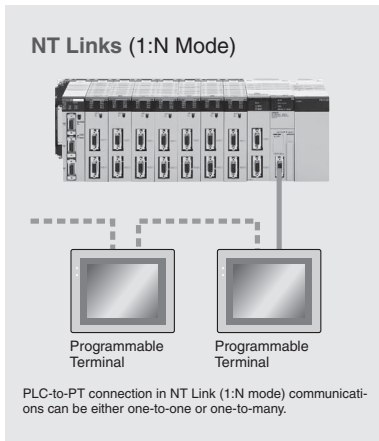 NT Links (1:N Mode)
Programmable
Terminal
Programmable
Terminal
PLC-to-PT connection in NT Link (1:N mode) communicati-
ons can be either one-to-one or one-to-many.